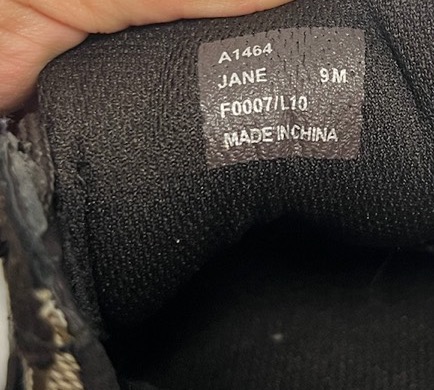 A1464
JANE 9M
F0007/L10
MADE IN CHINA